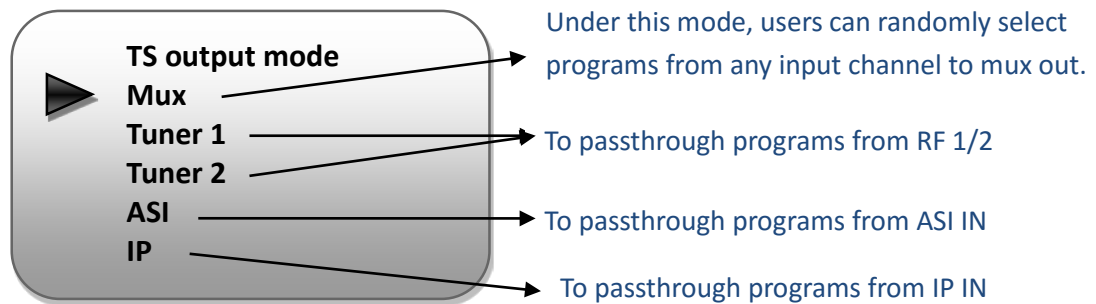 TS output mode
Mux
Tuner 1
Tuner 2
ASI
IP
Under this mode, users can randomly select
programs from any input channel to mux out.
To passthrough programs from RF 1/2
To passthrough programs from ASI IN
To passthrough programs from IP IN